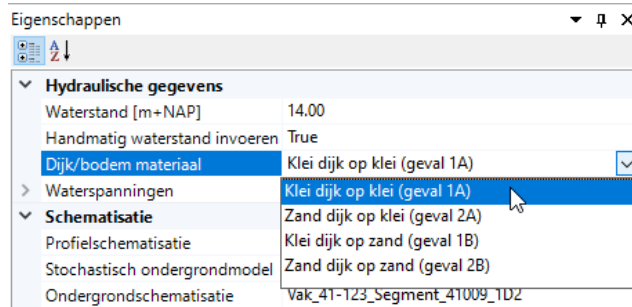 Eigenschappen
Hydraulische gegevens
Waterstand [m+NAP] 14.00
Handmatig waterstand invoeren True
Dijk/bodem materiaal Klei dijk op klei (geval 1A)
Waterspanningen Klei dijk op klei (geval 1A)
Schematisatie Zand dijk op klei (geval 2A)
Profielschematisatie Klei dijk op zand (geval 1B)
Stochastisch ondergrondmodel Zand dijk op zand (geval 2B)
Ondergrondschematisatie Vak_41-123_Segment_41009_1D2